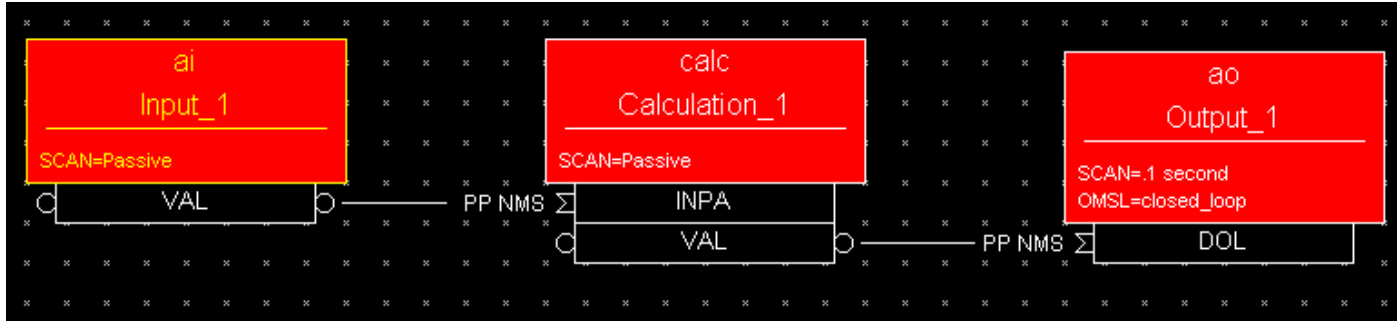 ai
Input_1
SCAN=Passive
VAL
PP NMS
calc
Calculation_1
SCAN=Passive
INPA
VAL
PP NMS
ao
Output_1
SCAN=.1 second
OMSL=closed_loop
DOL